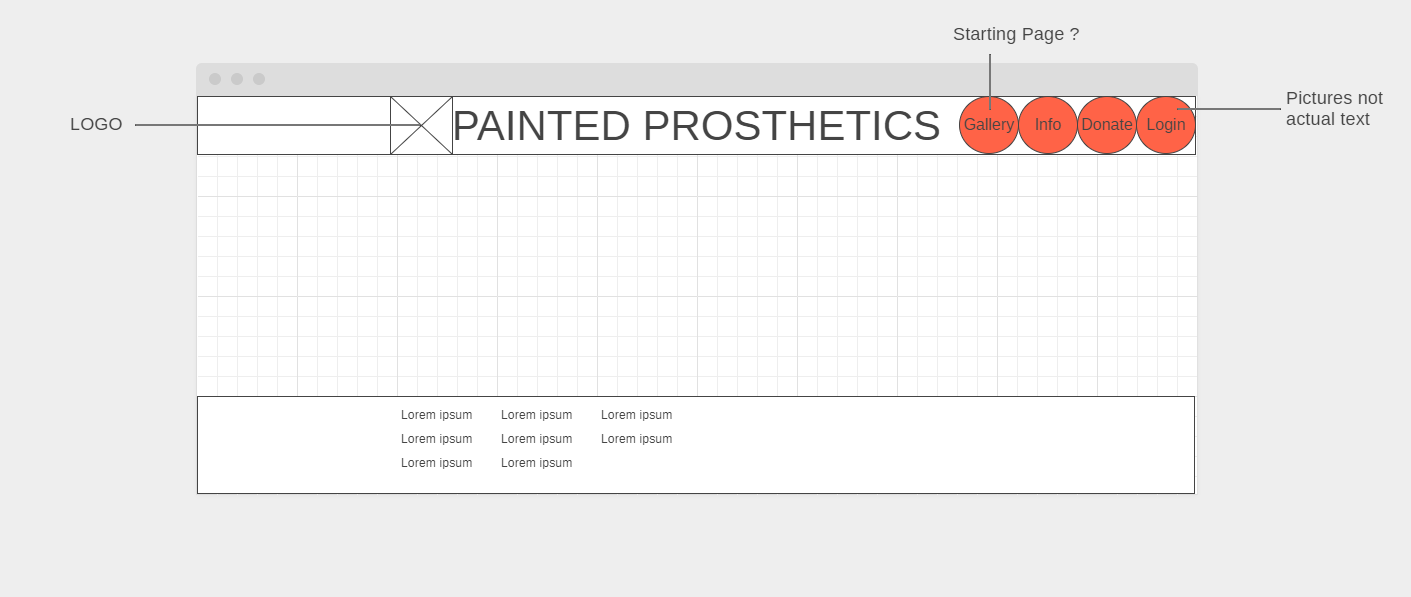 Starting Page ?
LOGO
PAINTED PROSTHETICS
Gallery
Info
Donate
Login
Pictures not
actual text
Lorem ipsum Lorem ipsum Lorem ipsum
Lorem ipsum Lorem ipsum Lorem ipsum
Lorem ipsum Lorem ipsum